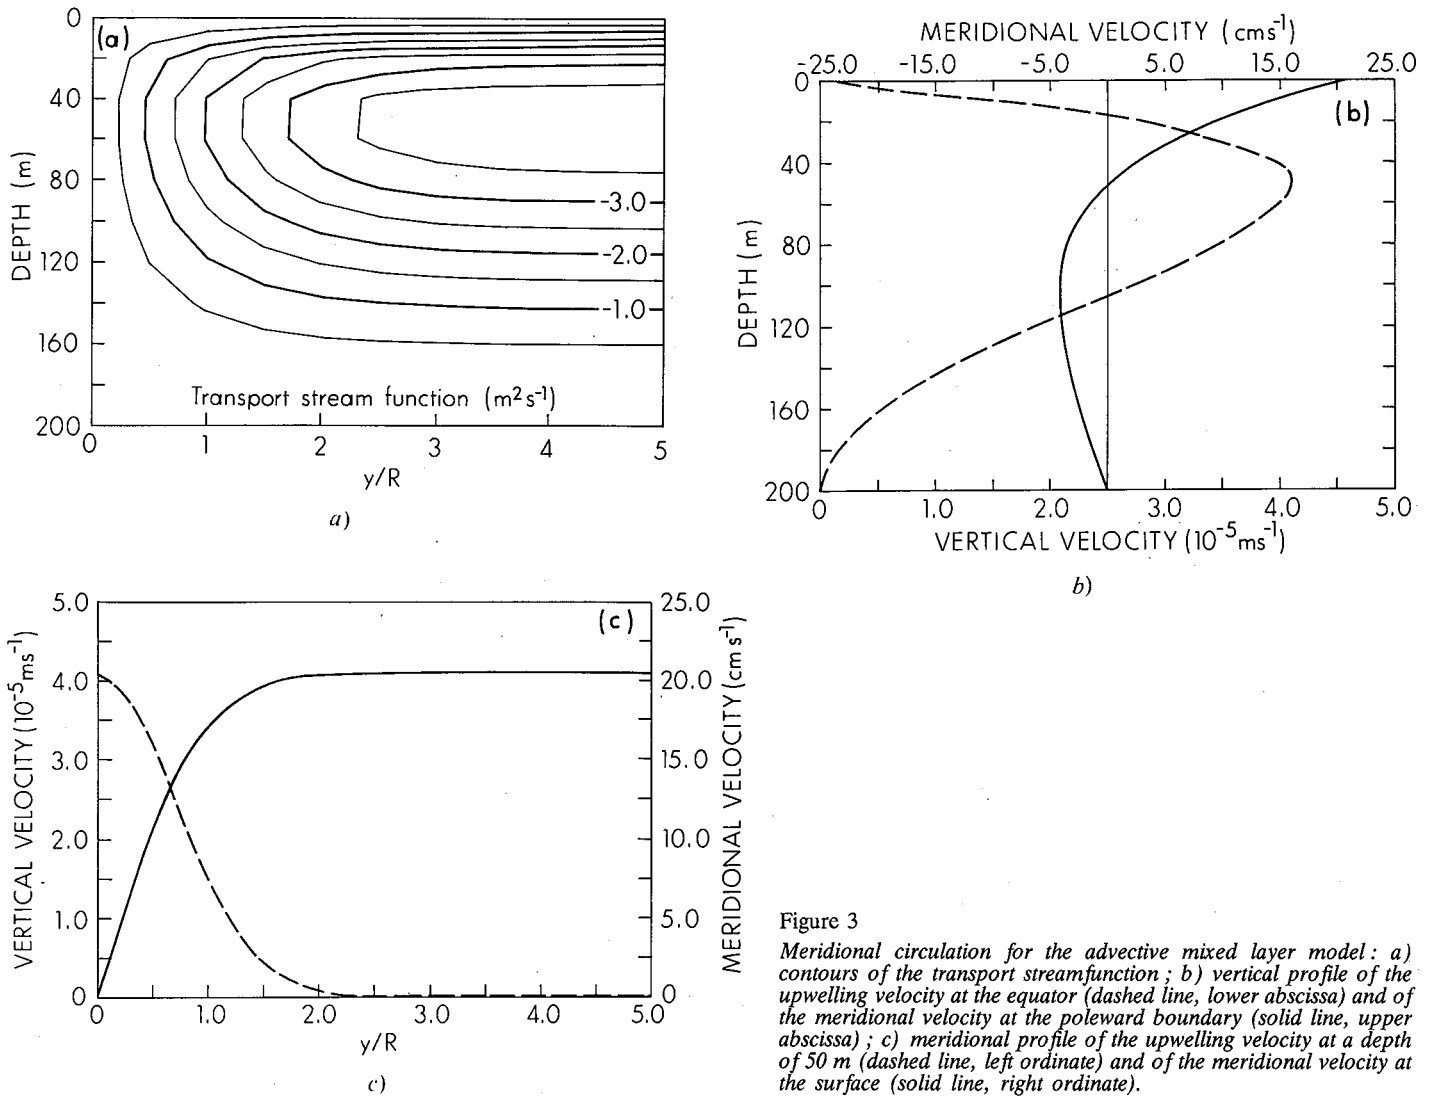 (a)
0
40
80
120
160
200
DEPTH (m)
-3.0
-2.0
-1.0
Transport stream function (m²s⁻¹)
0 1 2 3 4 5
y/R
a)
MERIDIONAL VELOCITY (cms⁻¹)
-25.0 -15.0 -5.0 5.0 15.0 25.0
(b)
0
40
80
120
160
200
DEPTH (m)
0 1.0 2.0 3.0 4.0 5.0
VERTICAL VELOCITY (10⁻⁵ms⁻¹)
b)
(c)
5.0
4.0
3.0
2.0
1.0
0
VERTICAL VELOCITY (10⁻⁵ms⁻¹)
25.0
20.0
15.0
10.0
5.0
0
MERIDIONAL VELOCITY (cm s⁻¹)
0 1.0 2.0 3.0 4.0 5.0
y/R
c)
Figure 3
Meridional circulation for the advective mixed layer model : a)
contours of the transport streamfunction ; b) vertical profile of the
upwelling velocity at the equator (dashed line, lower abscissa) and of
the meridional velocity at the poleward boundary (solid line, upper
abscissa) ; c) meridional profile of the upwelling velocity at a depth
of 50 m (dashed line, left ordinate) and of the meridional velocity at
the surface (solid line, right ordinate).